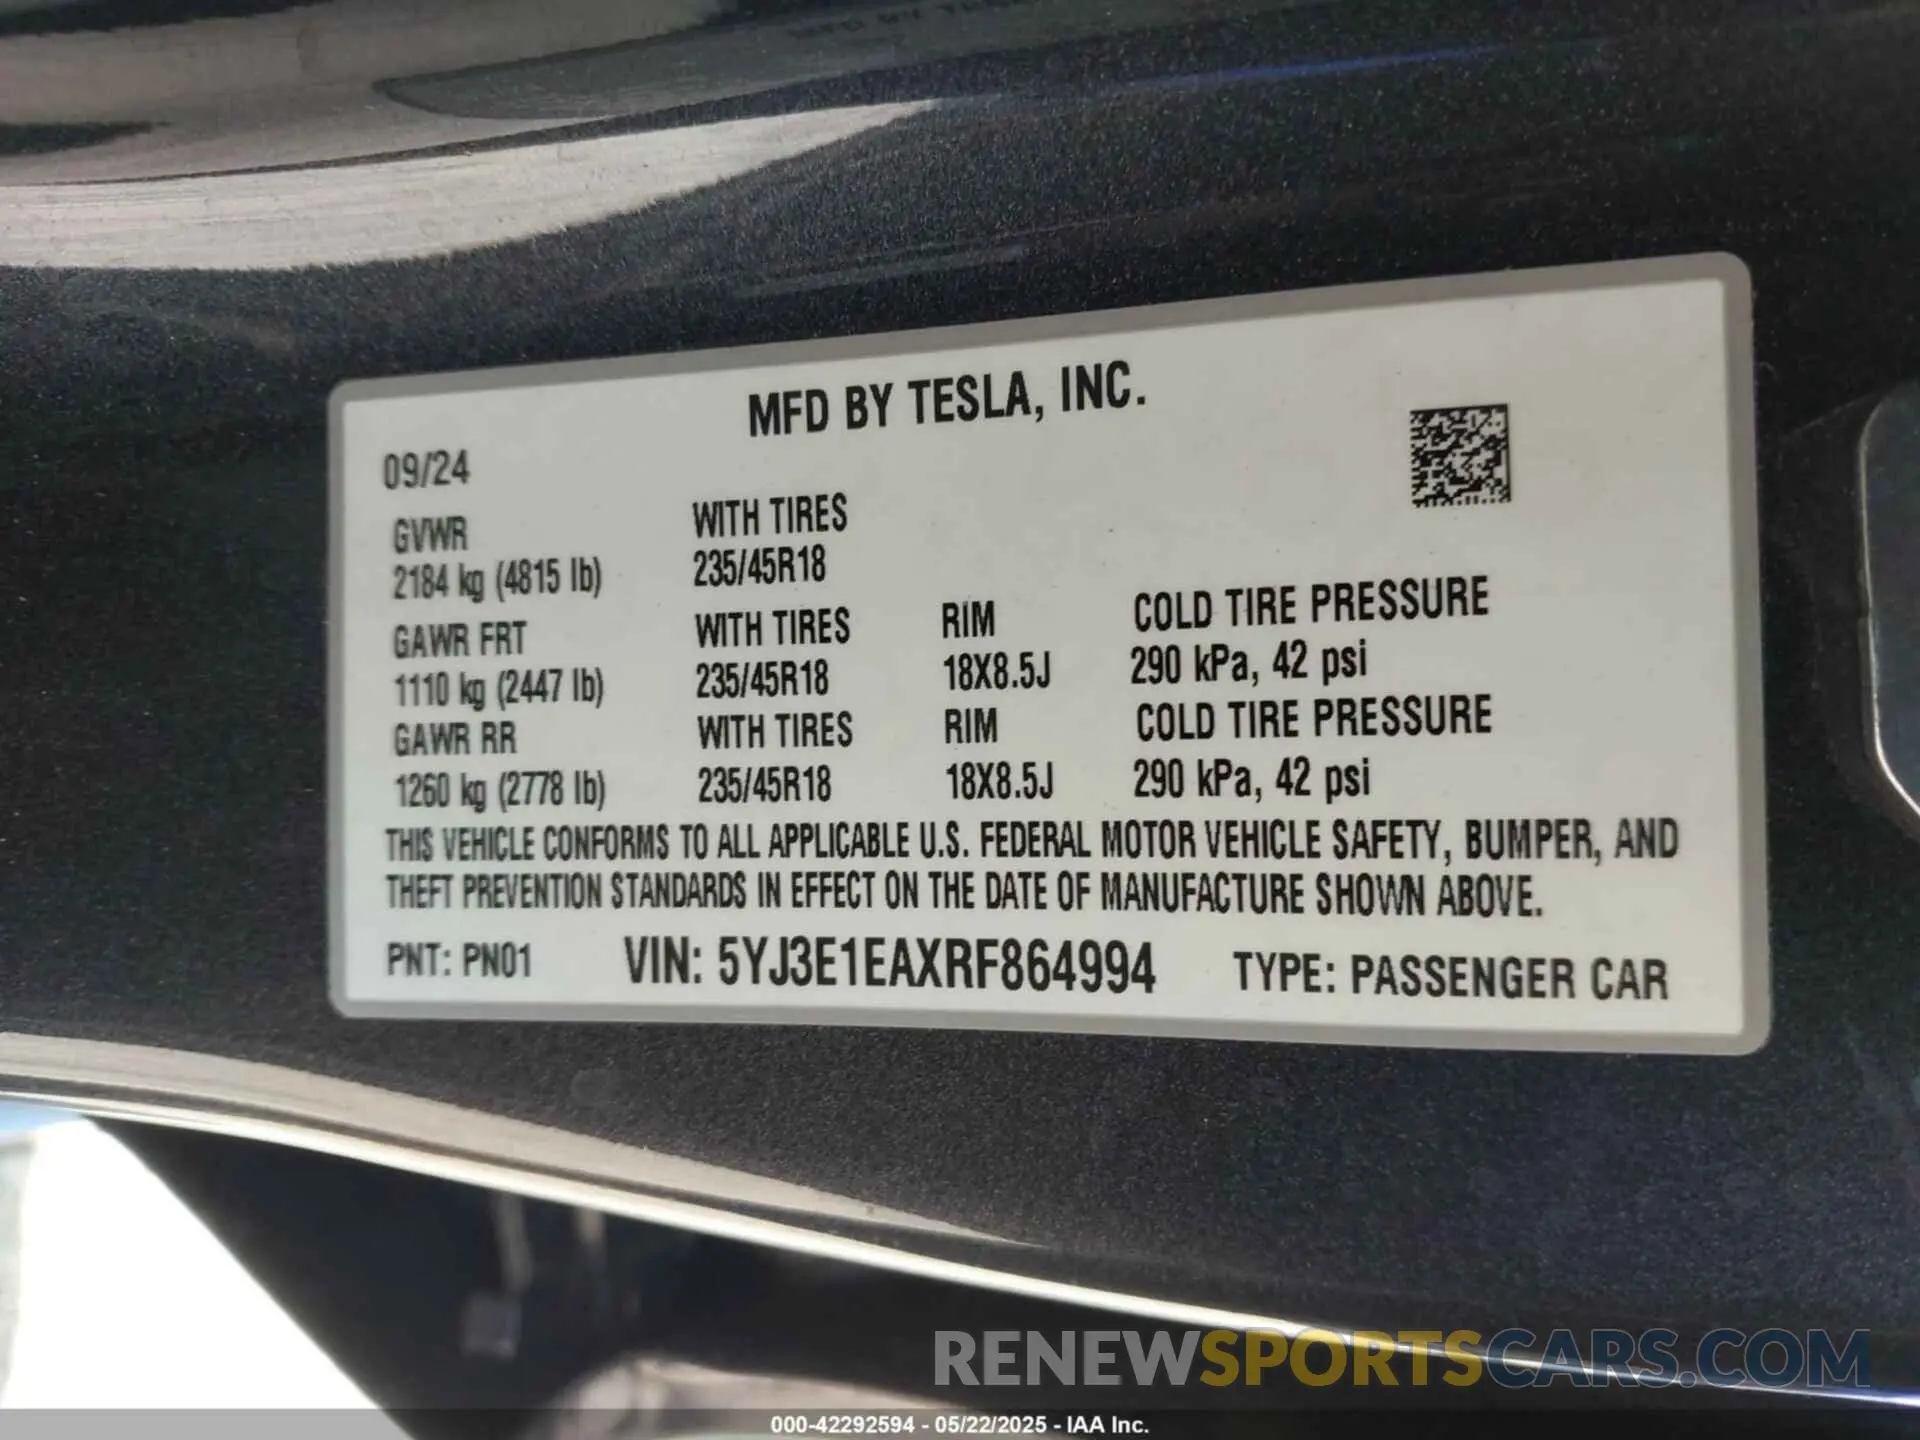 MFD BY TESLA, INC.
09/24
GVWR WITH TIRES
2184 kg (4815 lb) 235/45R18
GAWR FRT WITH TIRES RIM COLD TIRE PRESSURE
1110 kg (2447 lb) 235/45R18 18X8.5J 290 kPa, 42 psi
GAWR RR WITH TIRES RIM COLD TIRE PRESSURE
1260 kg (2778 lb) 235/45R18 18X8.5J 290 kPa, 42 psi
THIS VEHICLE CONFORMS TO ALL APPLICABLE U.S. FEDERAL MOTOR VEHICLE SAFETY, BUMPER, AND
THEFT PREVENTION STANDARDS IN EFFECT ON THE DATE OF MANUFACTURE SHOWN ABOVE.
PNT: PN01 VIN: 5YJ3E1EAXRF864994 TYPE: PASSENGER CAR
RENEWSPORTSCARS.COM
000-42292594 - 05/22/2025 - IAA Inc.